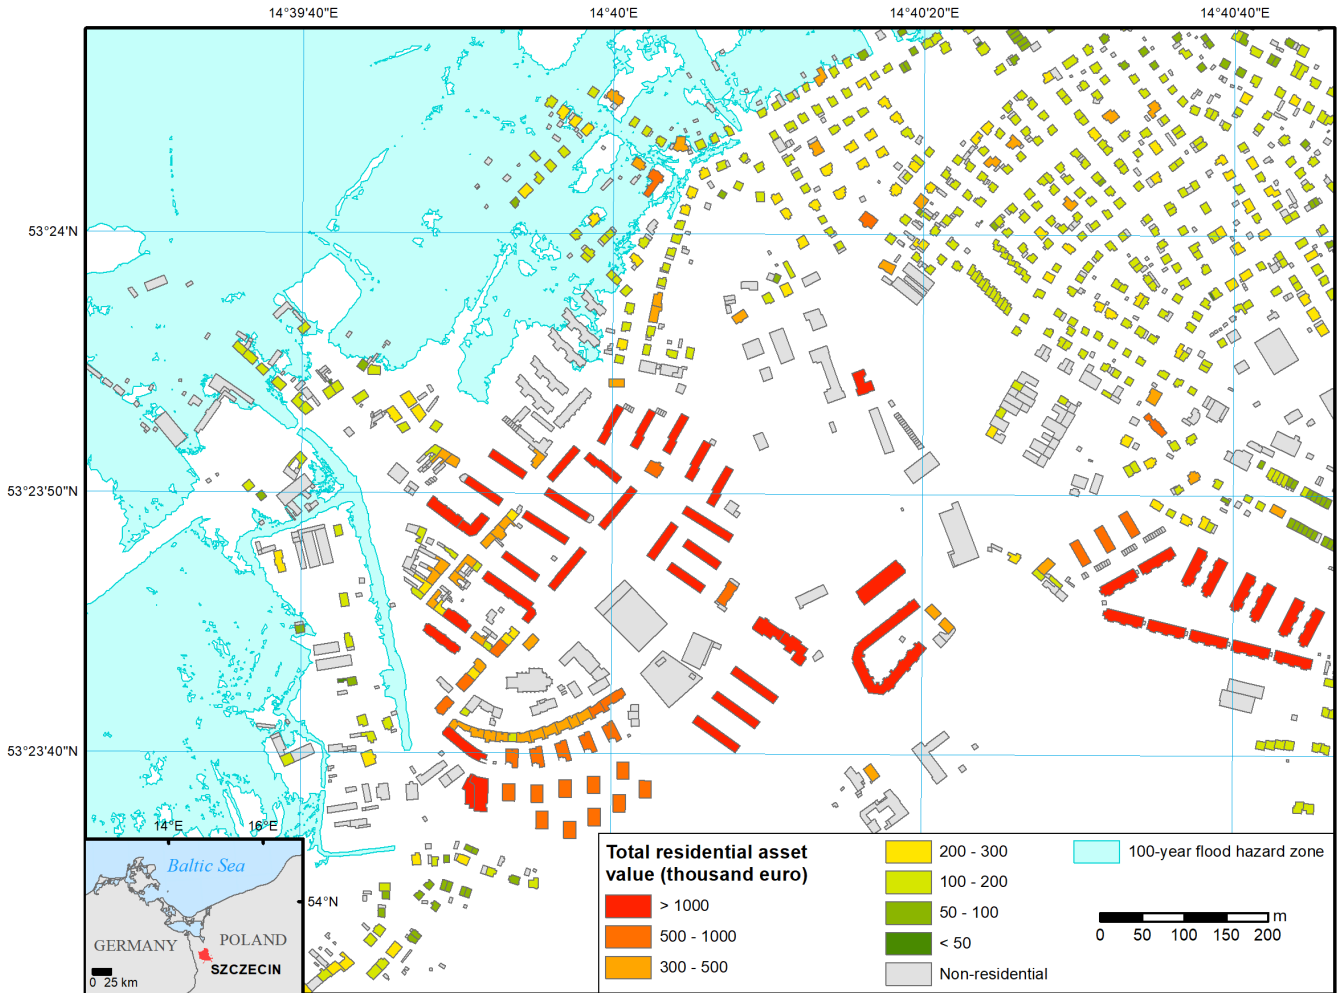 14°39'40"E 14°40'E 14°40'20"E 14°40'40"E
53°24'N
53°23'50"N
53°23'40"N
14°E 16°E
Baltic Sea
54°N
GERMANY POLAND
SZCZECIN
0 25 km
Total residential asset
value (thousand euro)
> 1000
500 - 1000
300 - 500
200 - 300
100 - 200
50 - 100
< 50
Non-residential
100-year flood hazard zone
m
0 50 100 150 200